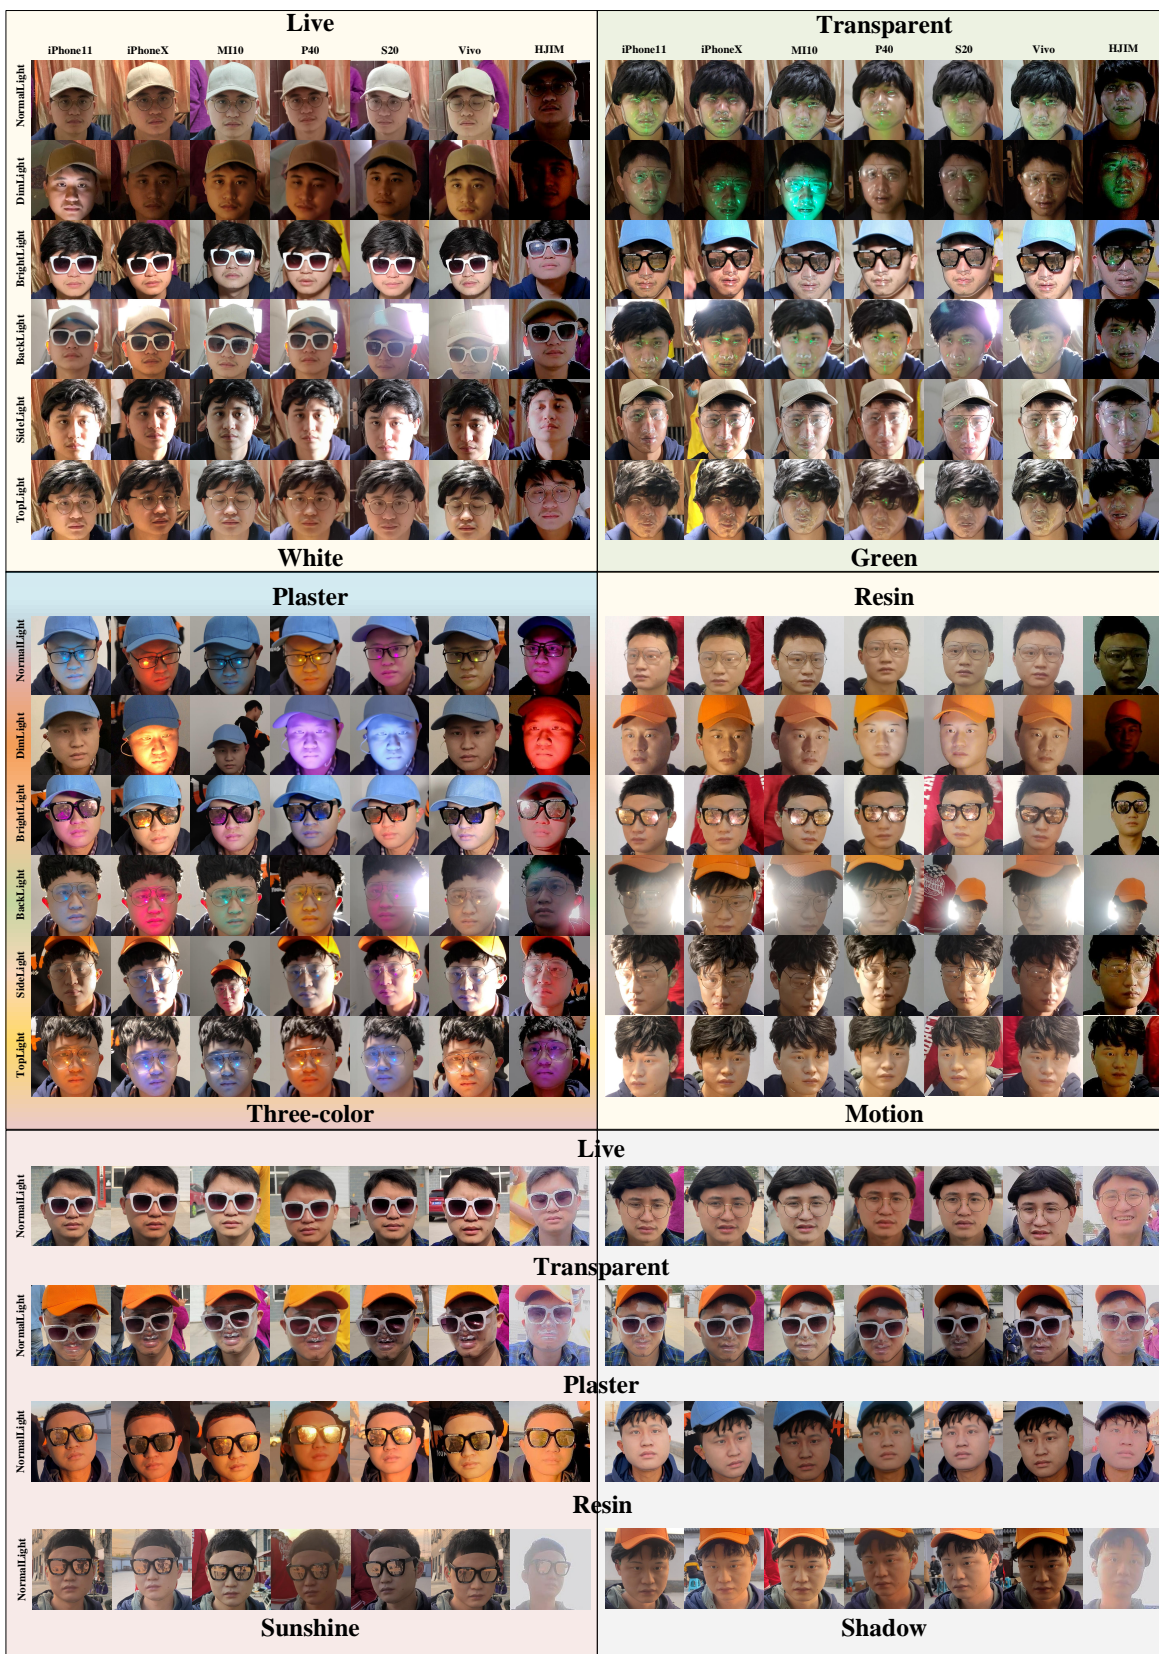 Live
iPhone11 iPhoneX MI10 P40 S20 Vivo HJIM
NormalLight
DimLight
BrightLight
BackLight
SideLight
TopLight
White
Transparent
iPhone11 iPhoneX MI10 P40 S20 Vivo HJIM
Green
Plaster
NormalLight
DimLight
BrightLight
BackLight
SideLight
TopLight
Three-color
Resin
Motion
Live
NormalLight
Transparent
NormalLight
Plaster
NormalLight
Resin
NormalLight
Sunshine
Shadow